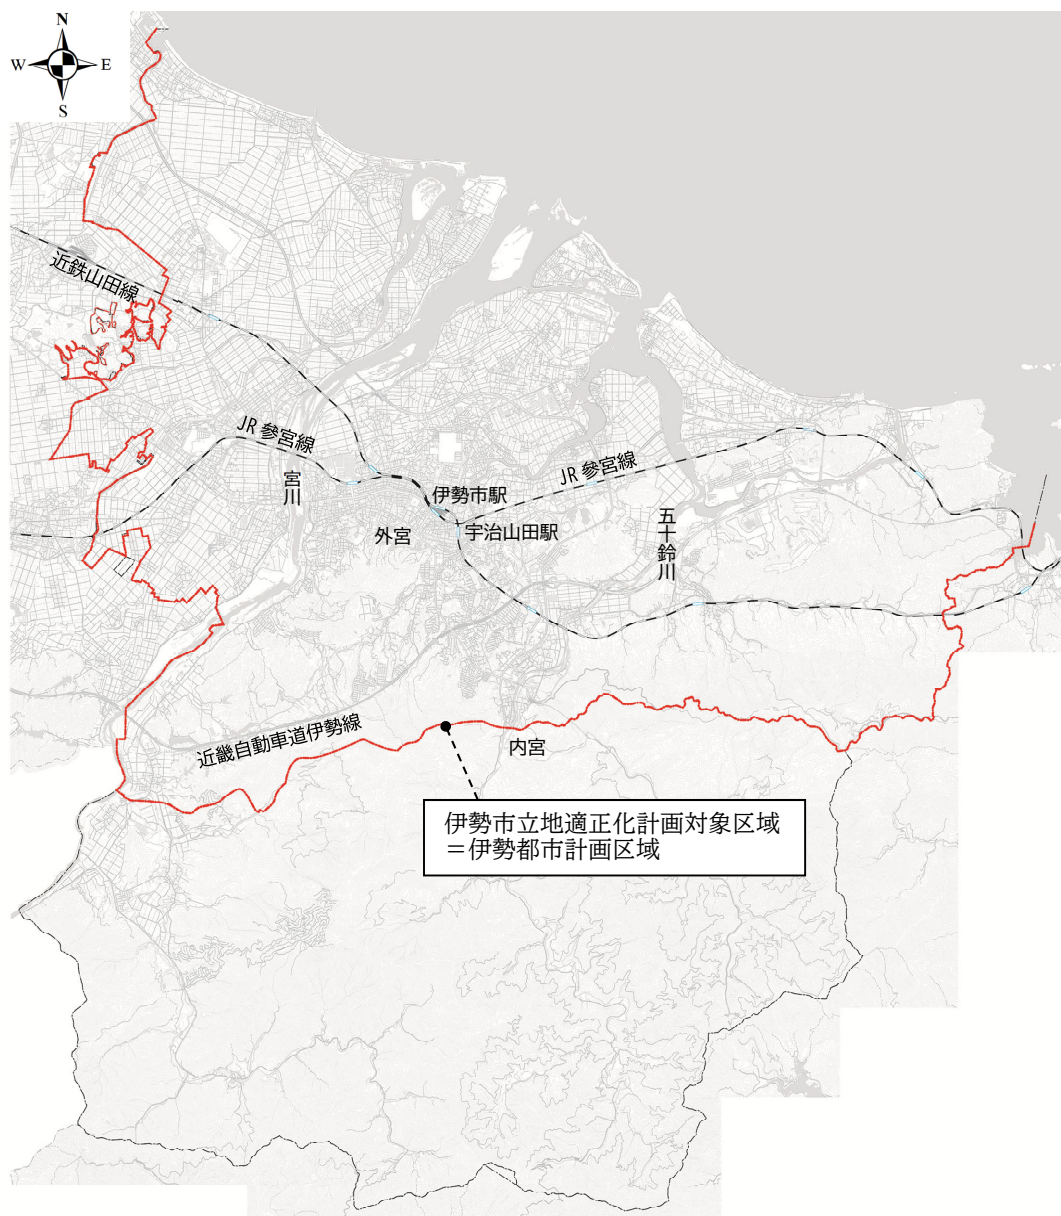 N
W E
S
近鉄山田線
JR 参宮線
宮川
伊勢市駅
JR 参宮線
外宮
宇治山田駅
五十鈴川
近畿自動車道伊勢線
内宮
伊勢市立地適正化計画対象区域
＝伊勢都市計画区域